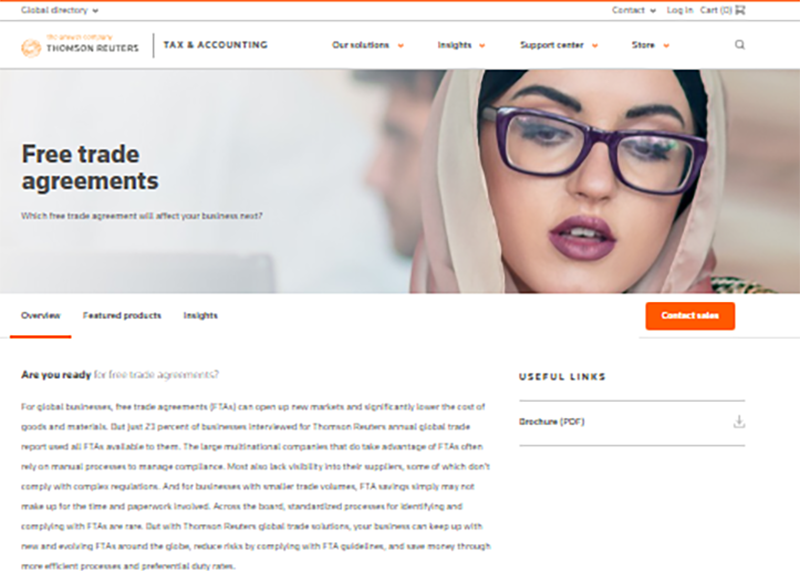 Global directory
Contact Log in Cart (0)
the answer company
THOMSON REUTERS
TAX & ACCOUNTING
Our solutions Insights Support center Store
Free trade
agreements
Which free trade agreement will affect your business next?
Overview Featured products Insights
Contact sales
Are you ready for free trade agreements?
For global businesses, free trade agreements (FTAs) can open up new markets and significantly lower the cost of
goods and materials. But just 23 percent of businesses interviewed for Thomson Reuters annual global trade
report used all FTAs available to them. The large multinational companies that do take advantage of FTAs often
rely on manual processes to manage compliance. Most also lack visibility into their suppliers, some of which don't
comply with complex regulations. And for businesses with smaller trade volumes, FTA savings simply may not
make up for the time and paperwork involved. Across the board, standardized processes for identifying and
complying with FTAs are rare. But with Thomson Reuters global trade solutions, your business can keep up with
new and evolving FTAs around the globe, reduce risks by complying with FTA guidelines, and save money through
more efficient processes and preferential duty rates.
USEFUL LINKS
Brochure (PDF)